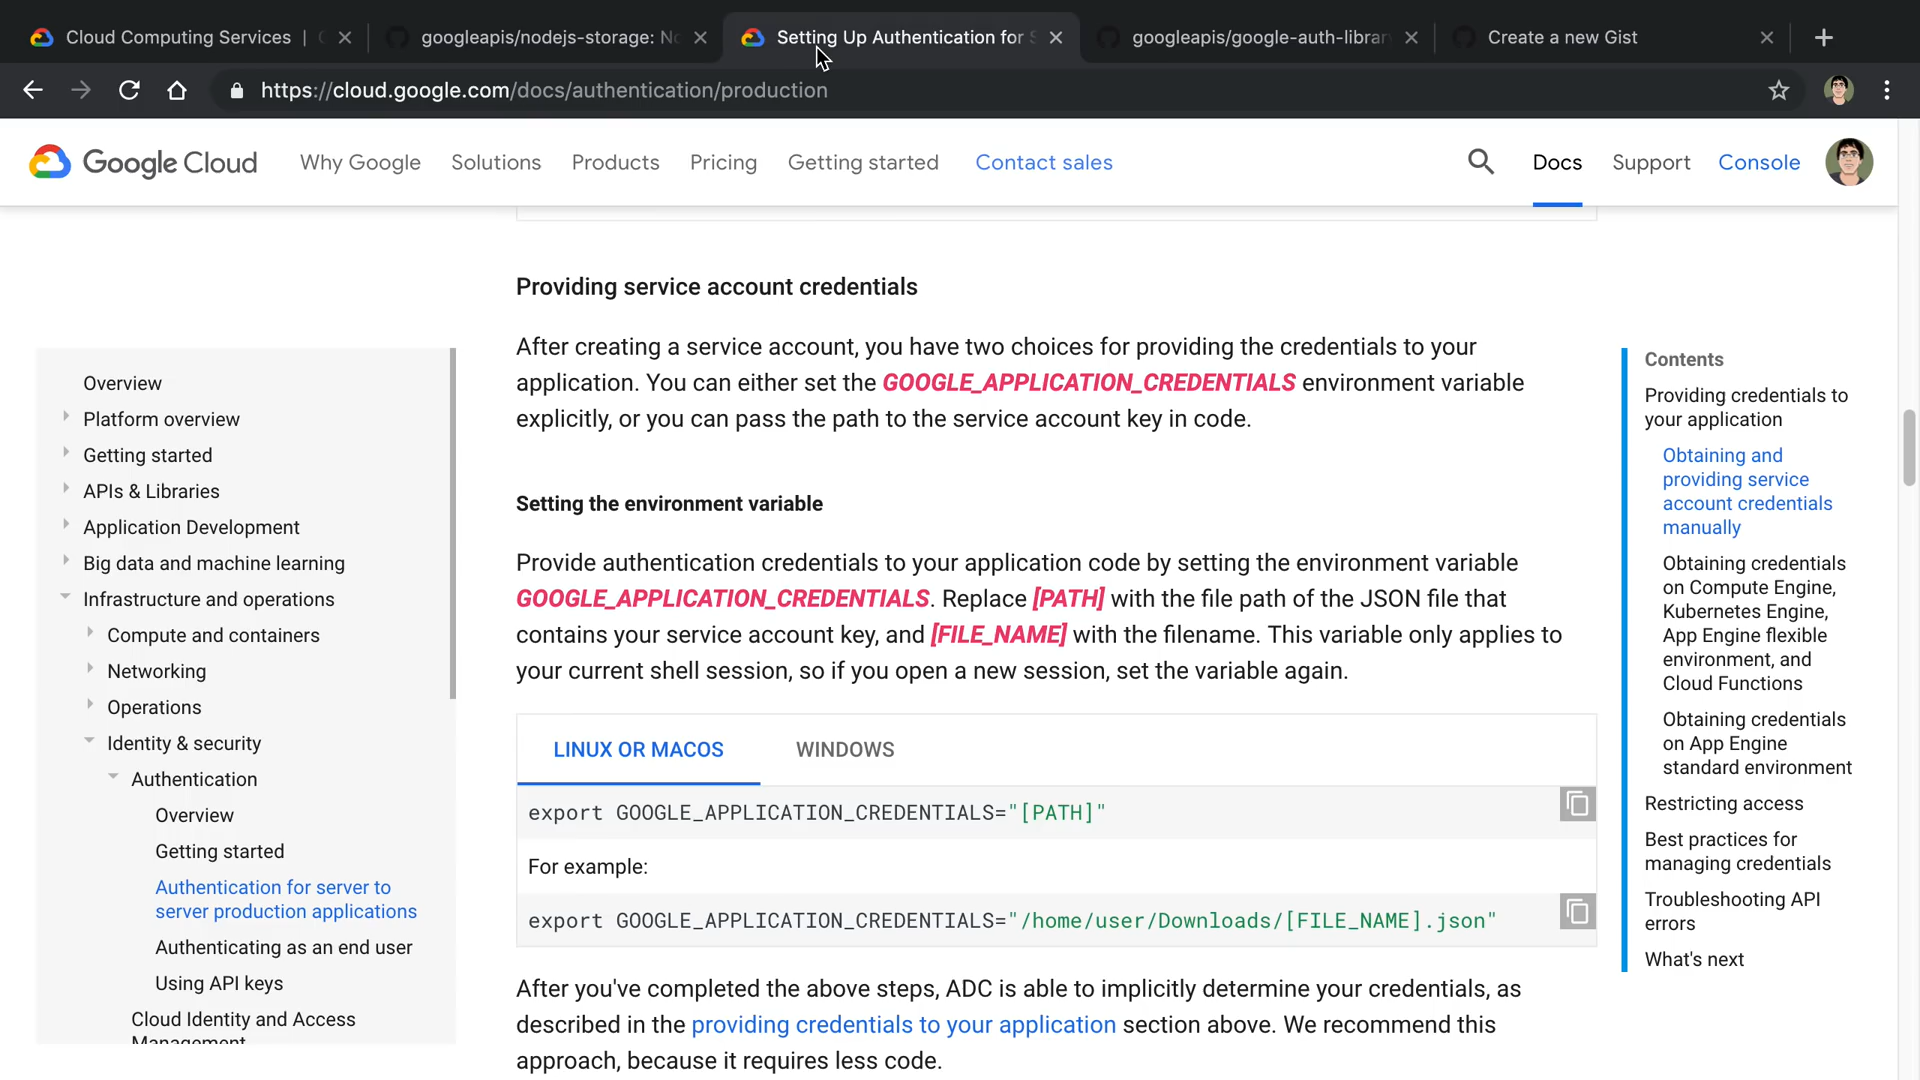 Cloud Computing Services |
googleapis/nodejs-storage: No
Setting Up Authentication for S
googleapis/google-auth-librar
Create a new Gist
https://cloud.google.com/docs/authentication/production
Google Cloud
Why Google
Solutions
Products
Pricing
Getting started
Contact sales
Docs
Support
Console
Overview
Platform overview
Getting started
APIs & Libraries
Application Development
Big data and machine learning
Infrastructure and operations
Compute and containers
Networking
Operations
Identity & security
Authentication
Overview
Getting started
Authentication for server to
server production applications
Authenticating as an end user
Using API keys
Cloud Identity and Access
Management
Providing service account credentials
After creating a service account, you have two choices for providing the credentials to your
application. You can either set the GOOGLE_APPLICATION_CREDENTIALS environment variable
explicitly, or you can pass the path to the service account key in code.
Setting the environment variable
Provide authentication credentials to your application code by setting the environment variable
GOOGLE_APPLICATION_CREDENTIALS. Replace [PATH] with the file path of the JSON file that
contains your service account key, and [FILE_NAME] with the filename. This variable only applies to
your current shell session, so if you open a new session, set the variable again.
LINUX OR MACOS
WINDOWS
export GOOGLE_APPLICATION_CREDENTIALS="[PATH]"
For example:
export GOOGLE_APPLICATION_CREDENTIALS="/home/user/Downloads/[FILE_NAME].json"
After you've completed the above steps, ADC is able to implicitly determine your credentials, as
described in the providing credentials to your application section above. We recommend this
approach, because it requires less code.
Contents
Providing credentials to
your application
Obtaining and
providing service
account credentials
manually
Obtaining credentials
on Compute Engine,
Kubernetes Engine,
App Engine flexible
environment, and
Cloud Functions
Obtaining credentials
on App Engine
standard environment
Restricting access
Best practices for
managing credentials
Troubleshooting API
errors
What's next